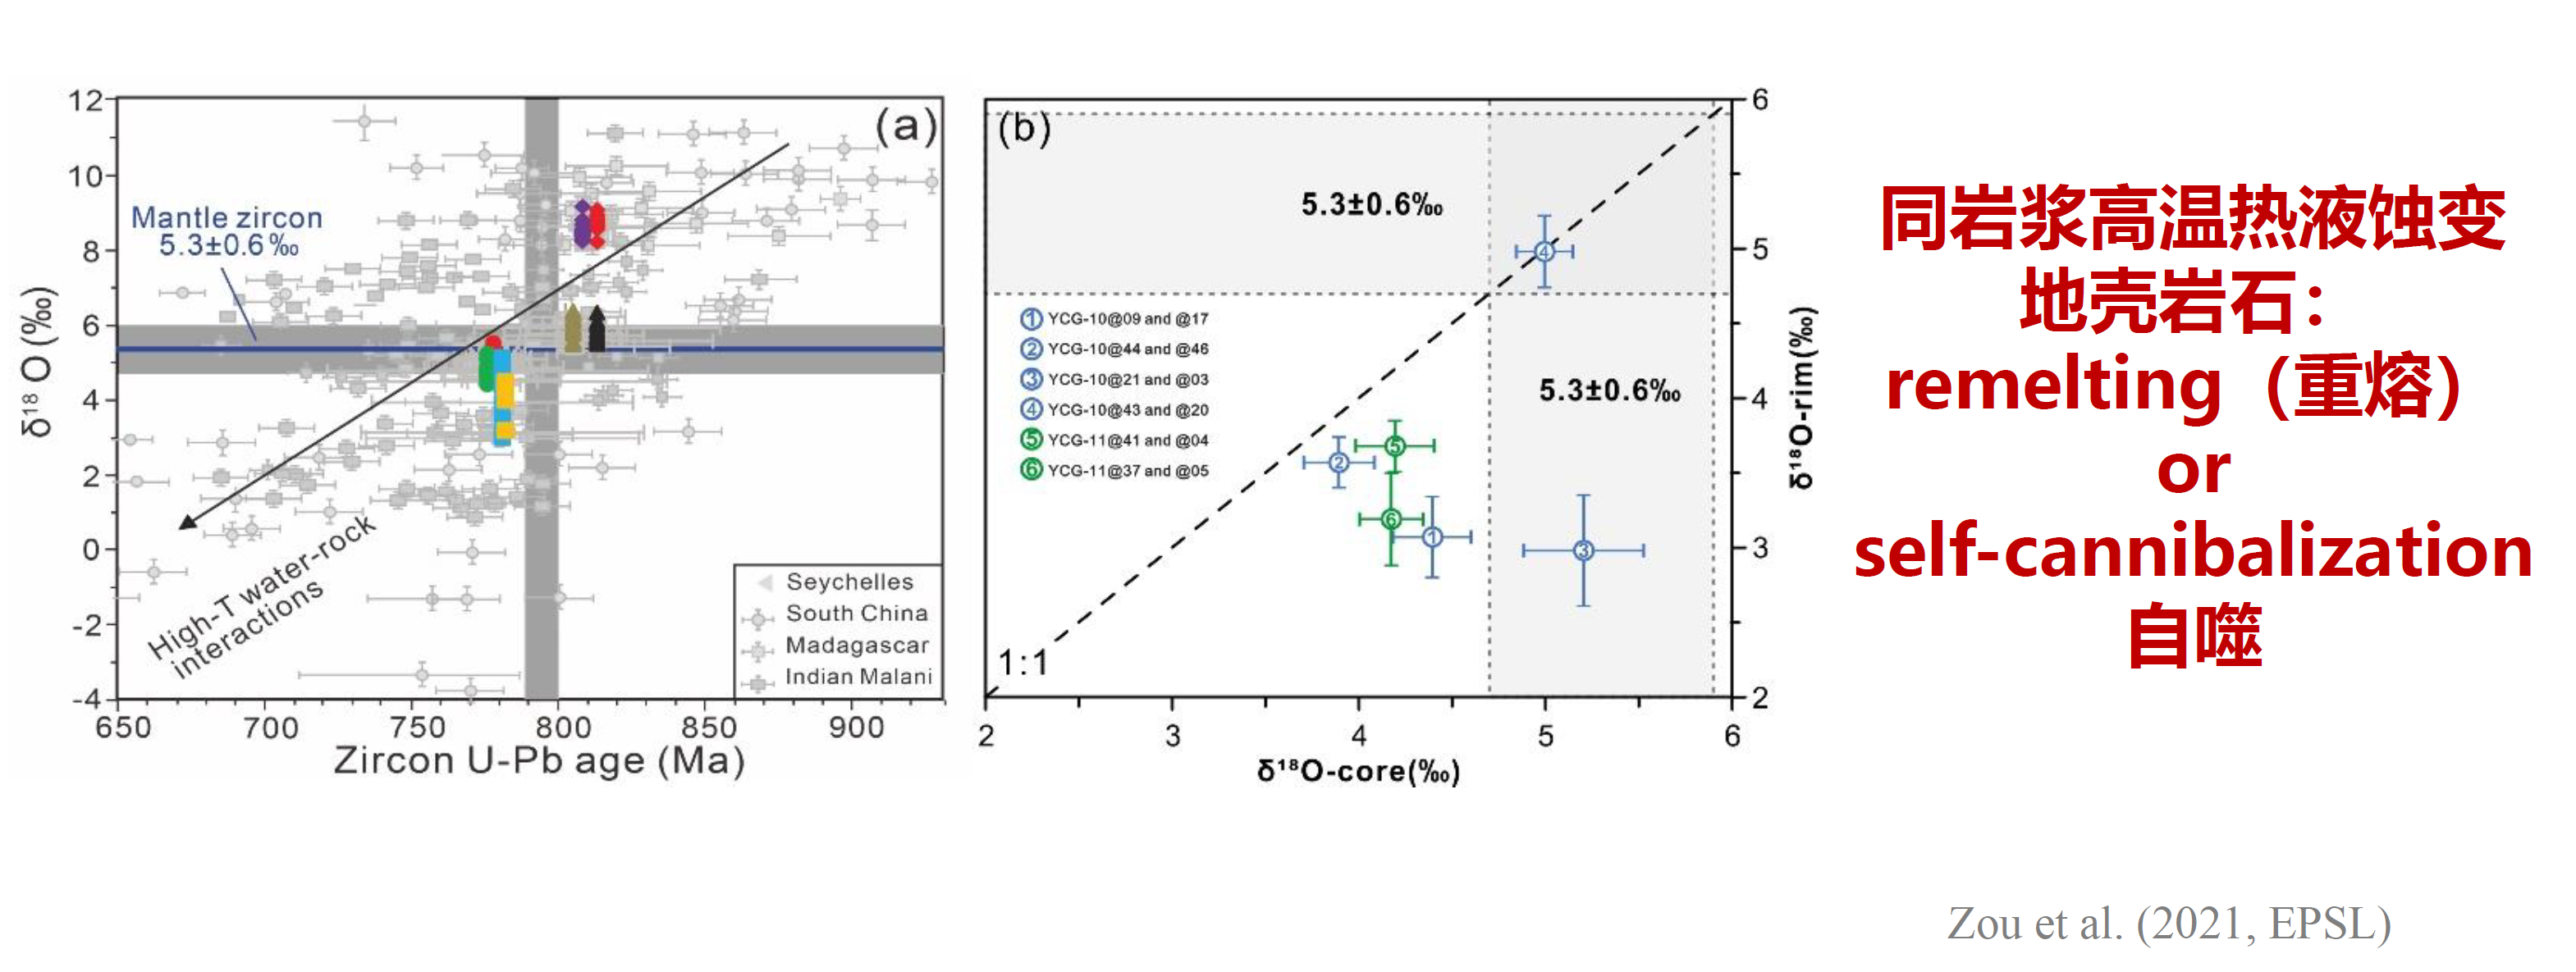 12
10
8
6
4
2
0
-2
-4
δ¹⁸ O (‰)
(a)
Mantle zircon
5.3±0.6‰
High-T water-rock
interactions
Seychelles
South China
Madagascar
Indian Malani
650
700
750
800
850
900
Zircon U-Pb age (Ma)
(b)
5.3±0.6‰
4
① YCG-10@09 and @17
② YCG-10@44 and @46
③ YCG-10@21 and @03
④ YCG-10@43 and @20
⑤ YCG-11@41 and @04
⑥ YCG-11@37 and @05
5.3±0.6‰
5
2
6
1
3
1:1
6
5
4
3
2
δ¹⁸O-rim(‰)
2
3
4
5
6
δ¹⁸O-core(‰)
同岩浆高温热液蚀变
地壳岩石：
remelting（重熔）
or
self-cannibalization
自噬
Zou et al. (2021, EPSL)